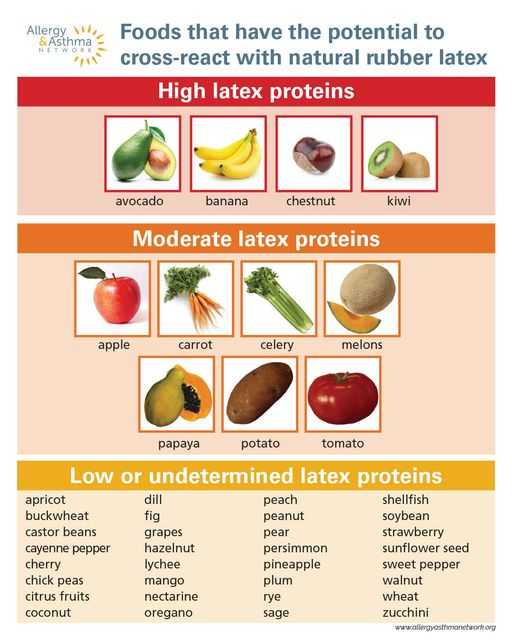 Allergy
&Asthma
NETWORK
Foods that have the potential to
cross-react with natural rubber latex
High latex proteins
avocado banana chestnut kiwi
Moderate latex proteins
apple carrot celery melons
papaya potato tomato
Low or undetermined latex proteins
apricot dill peach shellfish
buckwheat fig peanut soybean
castor beans grapes pear strawberry
cayenne pepper hazelnut persimmon sunflower seed
cherry lychee pineapple sweet pepper
chick peas mango plum walnut
citrus fruits nectarine rye wheat
coconut oregano sage zucchini
www.allergyasthmanetwork.org